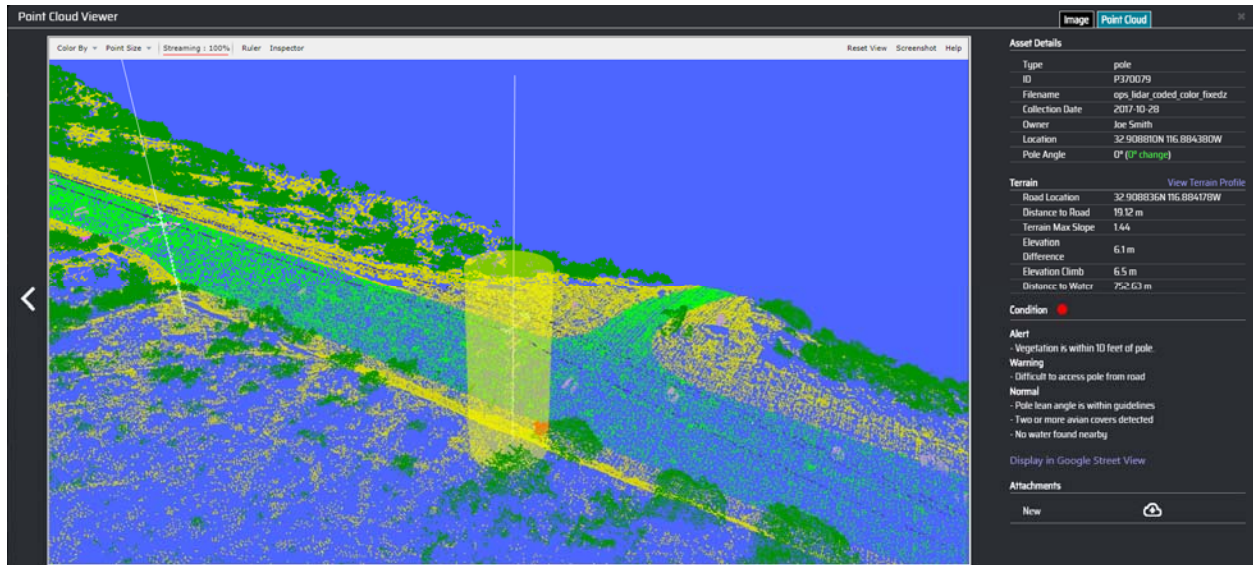 Point Cloud Viewer
Image Point Cloud
Color By Point Size Streaming : 100% Ruler Inspector Reset View Screenshot Help
Asset Details
Type pole
ID P370079
Filename ops_lidar_coded_color_fixedz
Collection Date 2017-10-28
Owner Joe Smith
Location 32.908810N 116.884380W
Pole Angle 0° (0° change)
Terrain View Terrain Profile
Road Location 32.908836N 116.884178W
Distance to Road 19.12 m
Terrain Max Slope 1.44
Elevation
Difference 6.1 m
Elevation Climb 6.5 m
Distance to Water 752.63 m
Condition
Alert
- Vegetation is within 10 feet of pole.
Warning
- Difficult to access pole from road
Normal
- Pole lean angle is within guidelines
- Two or more avian covers detected
- No water found nearby
Display in Google Street View
Attachments
New